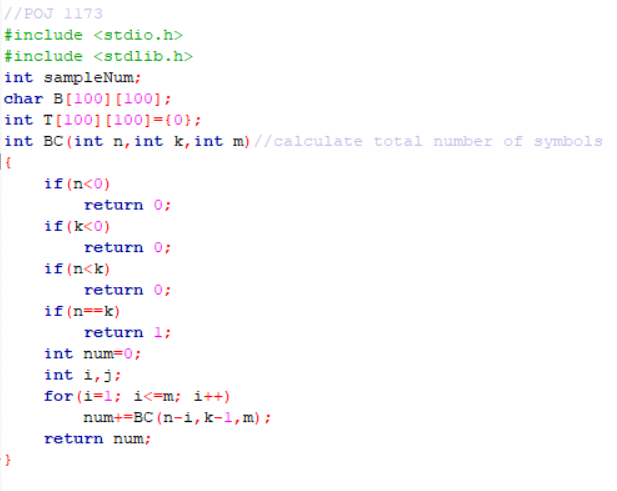 //POJ 1173
#include <stdio.h>
#include <stdlib.h>
int sampleNum;
char B[100][100];
int T[100][100]={0};
int BC(int n,int k,int m)//calculate total number of symbols
{
    if(n<0)
        return 0;
    if(k<0)
        return 0;
    if(n<k)
        return 0;
    if(n==k)
        return 1;
    int num=0;
    int i,j;
    for(i=1; i<=m; i++)
        num+=BC(n-i,k-1,m);
    return num;
}